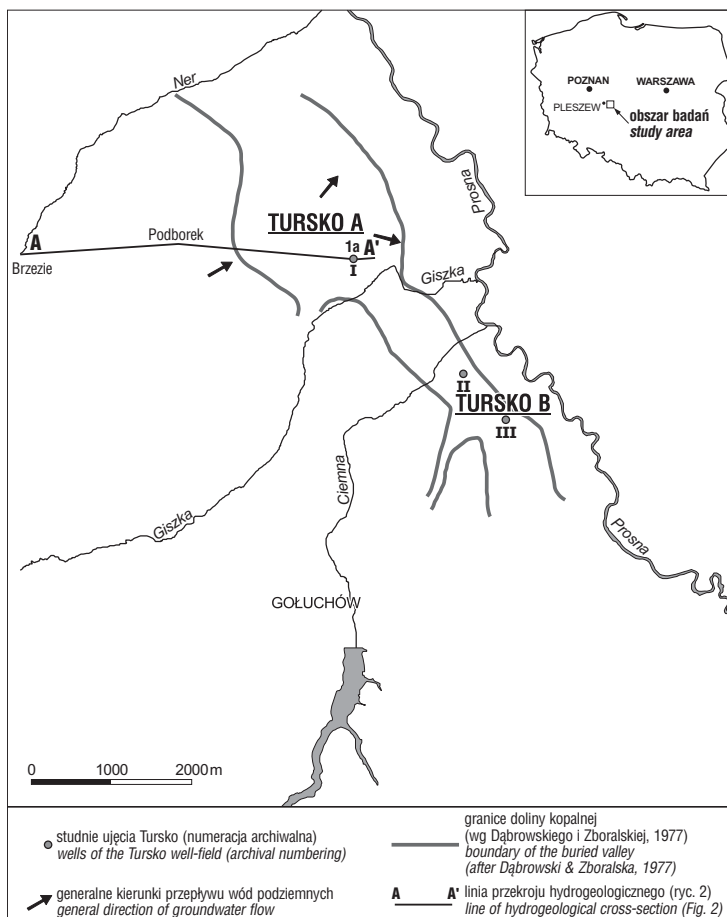 Ner
POZNAŃ
WARSZAWA
PLESZEW
obszar badań
study area
Prosna
TURSKO A
A
Podborek
1a
A'
Brzezie
I
Giszka
II
TURSKO B
III
Ciemna
Giszka
Prosna
GOŁUCHÓW
0 1000 2000 m
studnie ujęcia Tursko (numeracja archiwalna)
wells of the Tursko well-field (archival numbering)
generalne kierunki przepływu wód podziemnych
general direction of groundwater flow
granice doliny kopalnej
(wg Dąbrowskiego i Zboralskiej, 1977)
boundary of the buried valley
(after Dąbrowski & Zboralska, 1977)
A A' linia przekroju hydrogeologicznego (ryc. 2)
line of hydrogeological cross-section (Fig. 2)